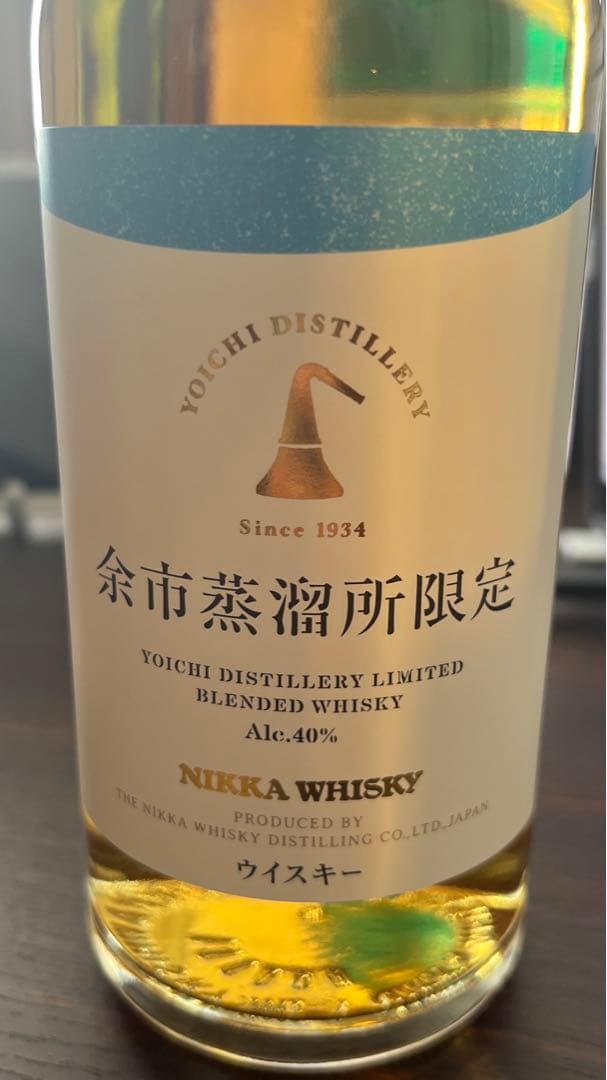 YOICHI DISTILLERY
Since 1934
余市蒸溜所限定
YOICHI DISTILLERY LIMITED
BLENDED WHISKY
Alc.40%
NIKKA WHISKY
PRODUCED BY
THE NIKKA WHISKY DISTILLING CO.,LTD.,JAPAN
ウイスキー